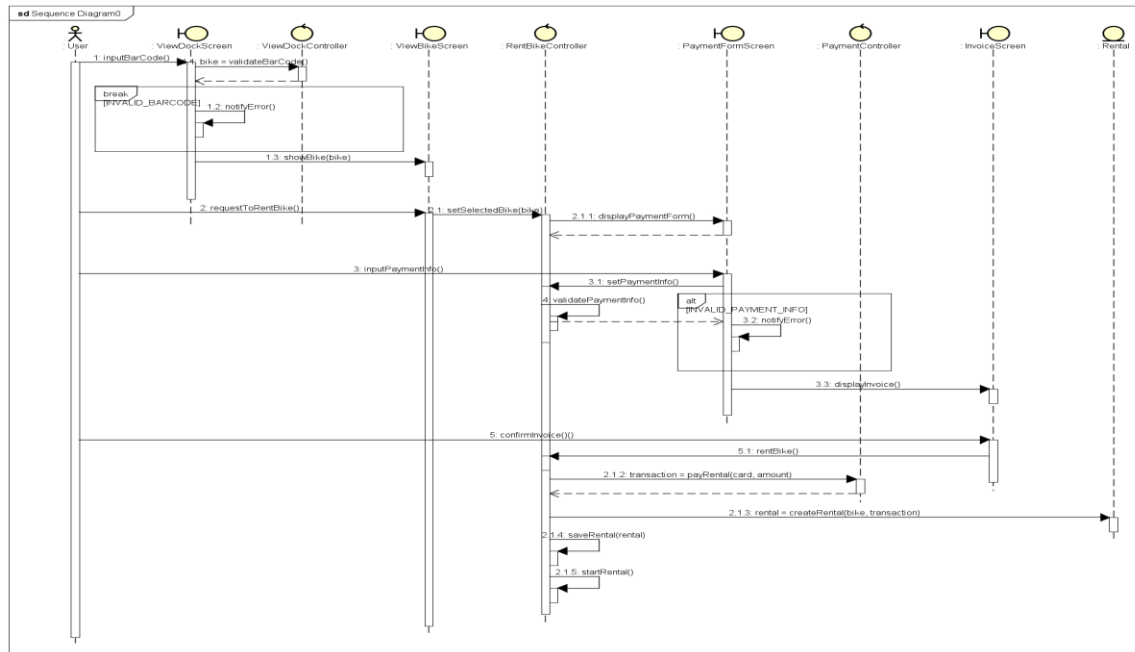 sd Sequence Diagram0
: User
: ViewDockScreen
: ViewDockController
: ViewBikeScreen
: RentBikeController
: PaymentFormScreen
: PaymentController
: InvoiceScreen
: Rental
1: inputBarCode()
bike = validateBarCode()
break
[INVALID_BARCODE]
1.2: notifyError()
1.3: showBike(bike)
2: requestToRentBike()
2.1: setSelectedBike(bike)
2.1.1: displayPaymentForm()
3: inputPaymentInfo()
3.1: setPaymentInfo()
4: validatePaymentInfo()
alt
[INVALID_PAYMENT_INFO]
3.2: notifyError()
3.3: displayInvoice()
5: confirmInvoice()()
5.1: rentBike()
2.1.2: transaction = payRental(card, amount)
2.1.3: rental = createRental(bike, transaction)
2.1.4: saveRental(rental)
2.1.5: startRental()